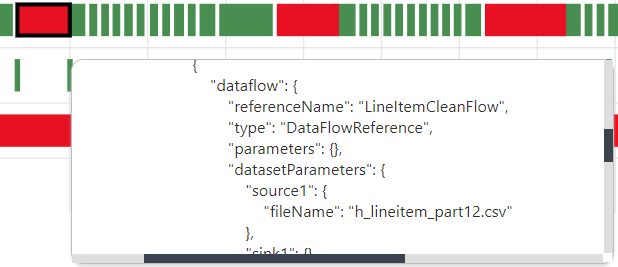 {
"dataflow": {
"referenceName": "LineItemCleanFlow",
"type": "DataFlowReference",
"parameters": {},
"datasetParameters": {
"source1": {
"fileName": "h_lineitem_part12.csv"
},
"sink1": {}